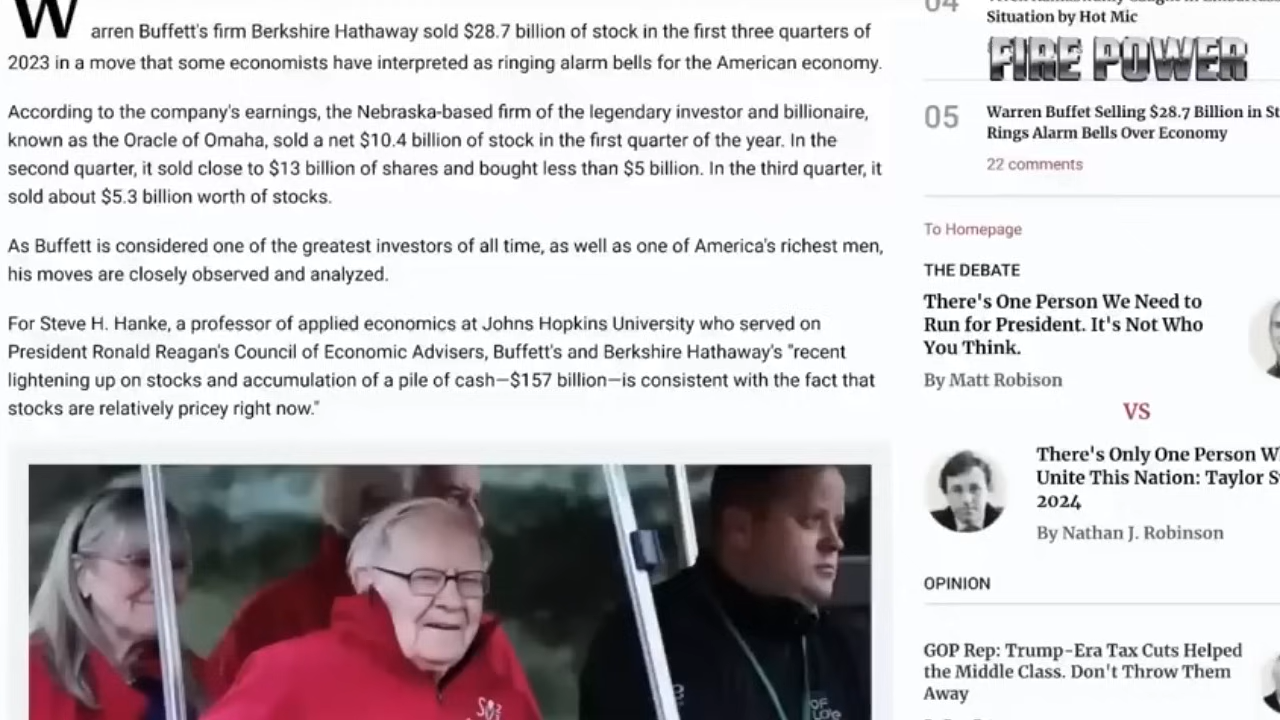 Warren Buffett's firm Berkshire Hathaway sold $28.7 billion of stock in the first three quarters of
2023 in a move that some economists have interpreted as ringing alarm bells for the American economy.
According to the company's earnings, the Nebraska-based firm of the legendary investor and billionaire,
known as the Oracle of Omaha, sold a net $10.4 billion of stock in the first quarter of the year. In the
second quarter, it sold close to $13 billion of shares and bought less than $5 billion. In the third quarter, it
sold about $5.3 billion worth of stocks.
As Buffett is considered one of the greatest investors of all time, as well as one of America's richest men,
his moves are closely observed and analyzed.
For Steve H. Hanke, a professor of applied economics at Johns Hopkins University who served on
President Ronald Reagan's Council of Economic Advisers, Buffett's and Berkshire Hathaway's "recent
lightening up on stocks and accumulation of a pile of cash—$157 billion—is consistent with the fact that
stocks are relatively pricey right now."
04
Situation by Hot Mic
FIRE POWER
05
Warren Buffet Selling $28.7 Billion in St
Rings Alarm Bells Over Economy
22 comments
To Homepage
THE DEBATE
There's One Person We Need to
Run for President. It's Not Who
You Think.
By Matt Robison
VS
There's Only One Person W
Unite This Nation: Taylor S
2024
By Nathan J. Robinson
OPINION
GOP Rep: Trump-Era Tax Cuts Helped
the Middle Class. Don't Throw Them
Away